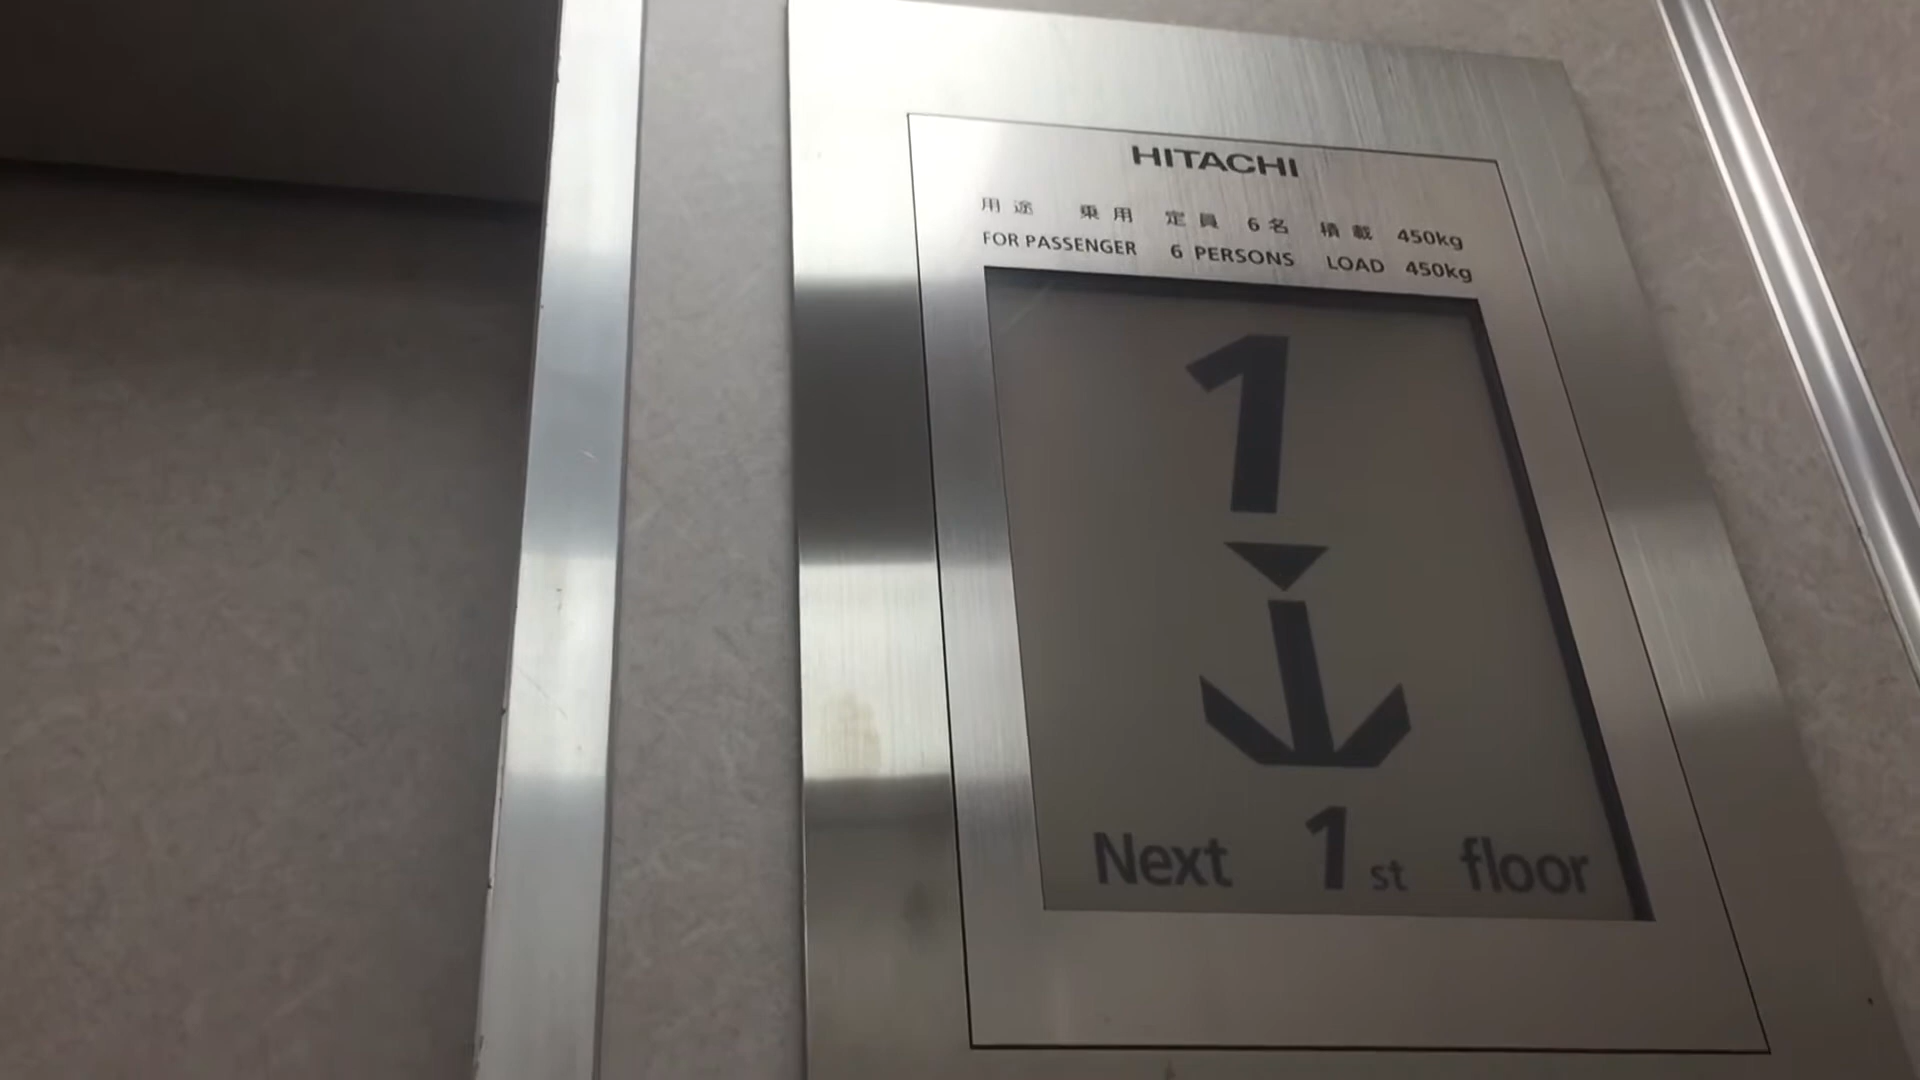 HITACHI
用途 乗用 定員 6名 積載 450kg
FOR PASSENGER 6 PERSONS LOAD 450kg
1
Next 1st floor